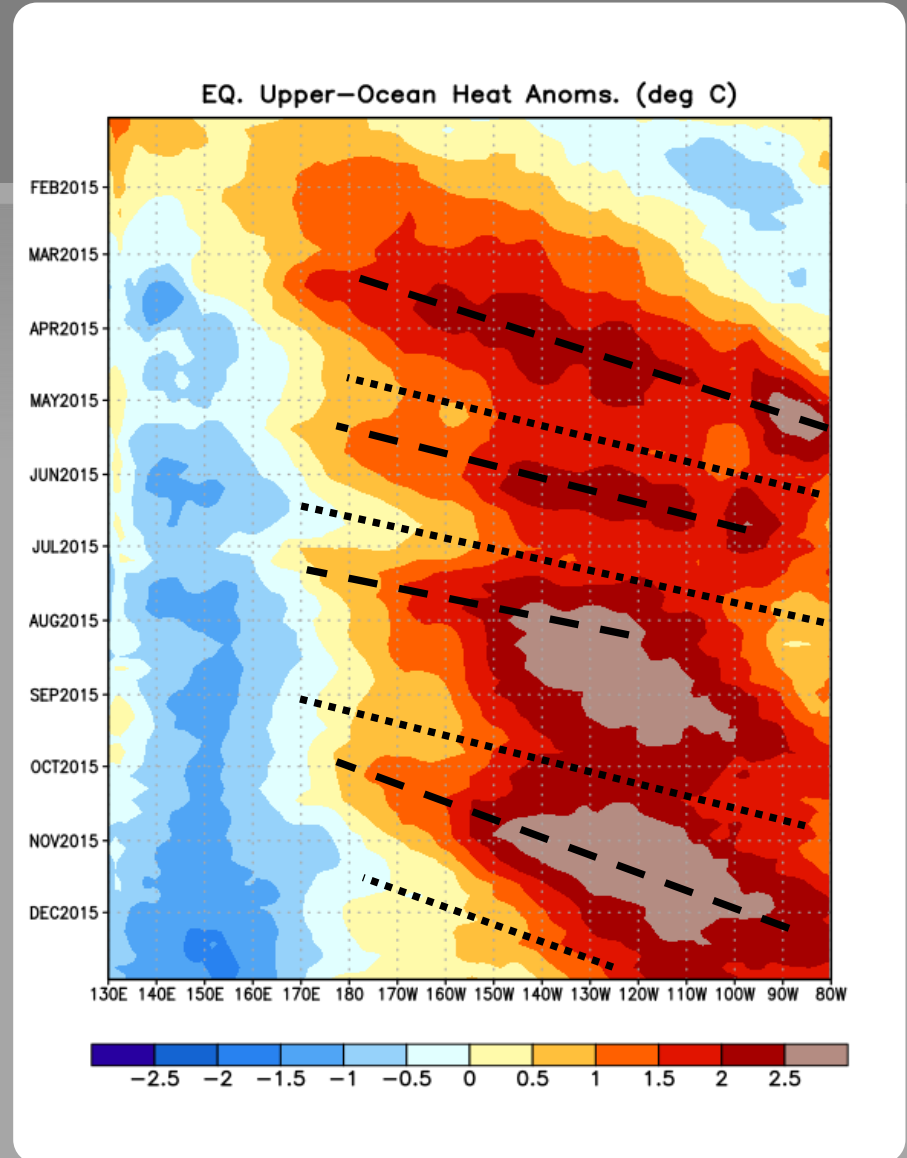 EQ. Upper-Ocean Heat Anoms. (deg C)
FEB2015
MAR2015
APR2015
MAY2015
JUN2015
JUL2015
AUG2015
SEP2015
OCT2015
NOV2015
DEC2015
130E 140E 150E 160E 170E 180 170W 160W 150W 140W 130W 120W 110W 100W 90W 80W
-2.5 -2 -1.5 -1 -0.5 0 0.5 1 1.5 2 2.5